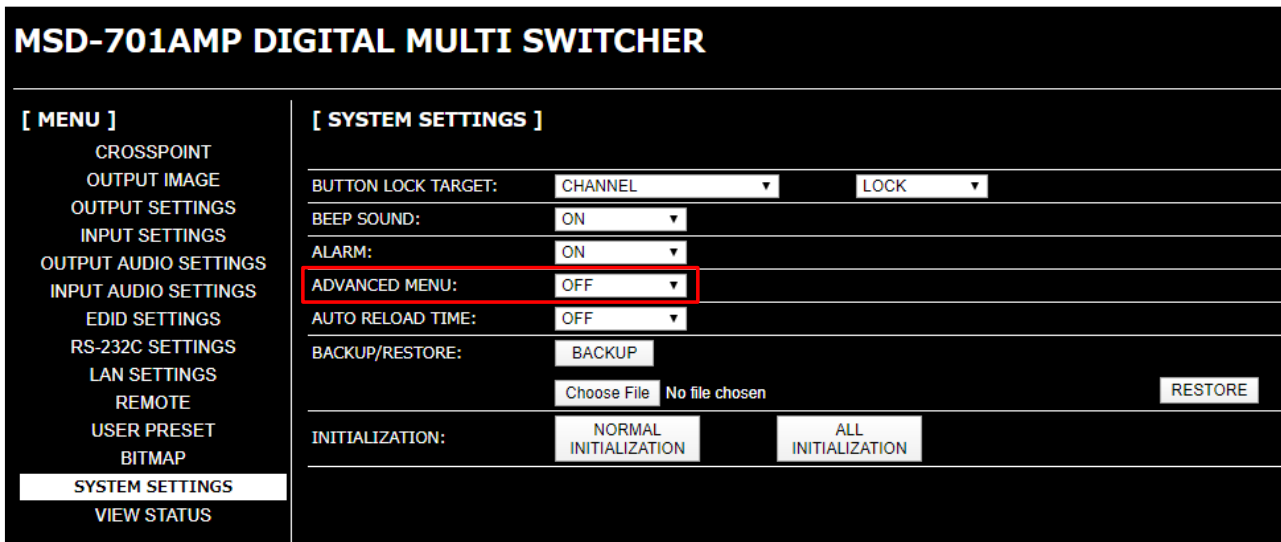 MSD-701AMP DIGITAL MULTI SWITCHER
[ MENU ]
CROSSPOINT
OUTPUT IMAGE
OUTPUT SETTINGS
INPUT SETTINGS
OUTPUT AUDIO SETTINGS
INPUT AUDIO SETTINGS
EDID SETTINGS
RS-232C SETTINGS
LAN SETTINGS
REMOTE
USER PRESET
BITMAP
SYSTEM SETTINGS
VIEW STATUS
[ SYSTEM SETTINGS ]
BUTTON LOCK TARGET: CHANNEL LOCK
BEEP SOUND: ON
ALARM: ON
ADVANCED MENU: OFF
AUTO RELOAD TIME: OFF
BACKUP/RESTORE: BACKUP
Choose File No file chosen RESTORE
INITIALIZATION: NORMAL INITIALIZATION ALL INITIALIZATION